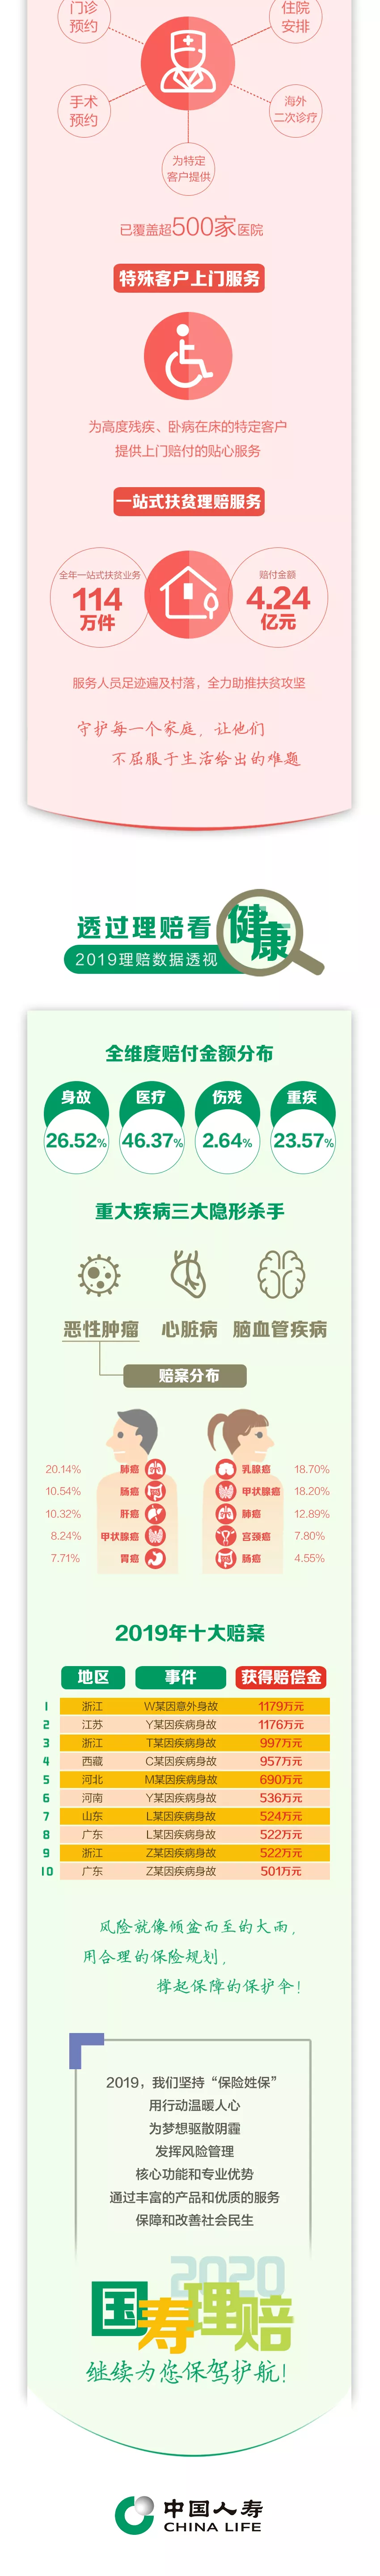 门诊
预约
住院
安排
手术
预约
海外
二次诊疗
为特定
客户提供
已覆盖超500家医院
特殊客户上门服务
为高度残疾、卧病在床的特定客户
提供上门赔付的贴心服务
一站式扶贫理赔服务
全年一站式扶贫业务
114
万件
赔付金额
4.24
亿元
服务人员足迹遍及村落，全力助推扶贫攻坚
守护每一个家庭，让他们
不屈服于生活给出的难题
透过理赔看
健康
2019理赔数据透视
全维度赔付金额分布
身故 医疗 伤残 重疾
26.52% 46.37% 2.64% 23.57%
重大疾病三大隐形杀手
恶性肿瘤 心脏病 脑血管疾病
赔案分布
20.14% 肺癌 乳腺癌 18.70%
10.54% 肠癌 甲状腺癌 18.20%
10.32% 肝癌 肺癌 12.89%
8.24% 甲状腺癌 宫颈癌 7.80%
7.71% 胃癌 肠癌 4.55%
2019年十大赔案
地区 事件 获得赔偿金
1 浙江 W某因意外身故 1179万元
2 江苏 Y某因疾病身故 1176万元
3 浙江 T某因疾病身故 997万元
4 西藏 C某因疾病身故 957万元
5 河北 M某因疾病身故 690万元
6 河南 Y某因疾病身故 536万元
7 山东 L某因疾病身故 524万元
8 广东 L某因疾病身故 522万元
9 浙江 Z某因疾病身故 522万元
10 广东 Z某因疾病身故 501万元
风险就像倾盆而至的大雨，
用合理的保险规划，
撑起保障的保护伞！
2019，我们坚持“保险姓保”
用行动温暖人心
为梦想驱散阴霾
发挥风险管理
核心功能和专业优势
通过丰富的产品和优质的服务
保障和改善社会民生
2020
国寿理赔
继续为您保驾护航！
中国人寿
CHINA LIFE